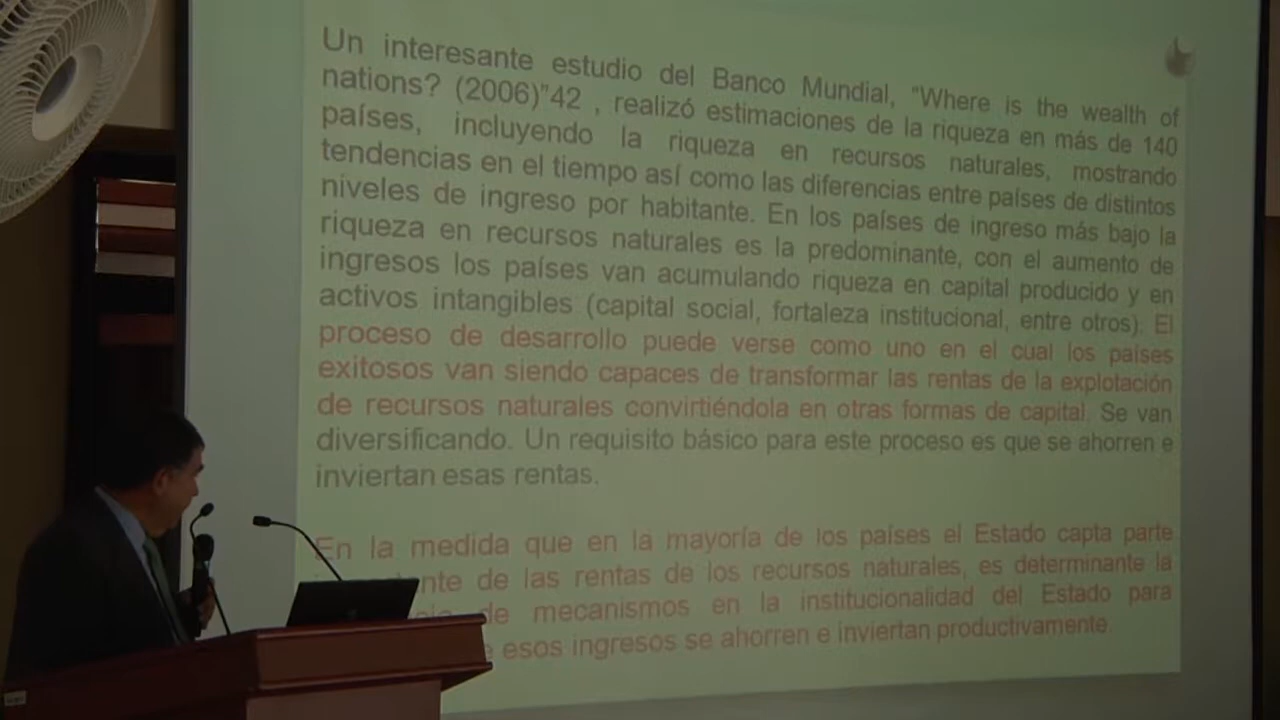 Un interesante estudio del Banco Mundial, "Where is the wealth of
nations? (2006)"42 , realizó estimaciones de la riqueza en más de 140
países, incluyendo la riqueza en recursos naturales, mostrando
tendencias en el tiempo así como las diferencias entre países de distintos
niveles de ingreso por habitante. En los países de ingreso más bajo la
riqueza en recursos naturales es la predominante, con el aumento de
ingresos los países van acumulando riqueza en capital producido y en
activos intangibles (capital social, fortaleza institucional, entre otros). El
proceso de desarrollo puede verse como uno en el cual los países
exitosos van siendo capaces de transformar las rentas de la explotación
de recursos naturales convirtiéndola en otras formas de capital. Se van
diversificando. Un requisito básico para este proceso es que se ahorren e
inviertan esas rentas.
En la medida que en la mayoría de los países el Estado capta parte
de las rentas de los recursos naturales, es determinante la
de mecanismos en la institucionalidad del Estado para
esos ingresos se ahorren e inviertan productivamente.